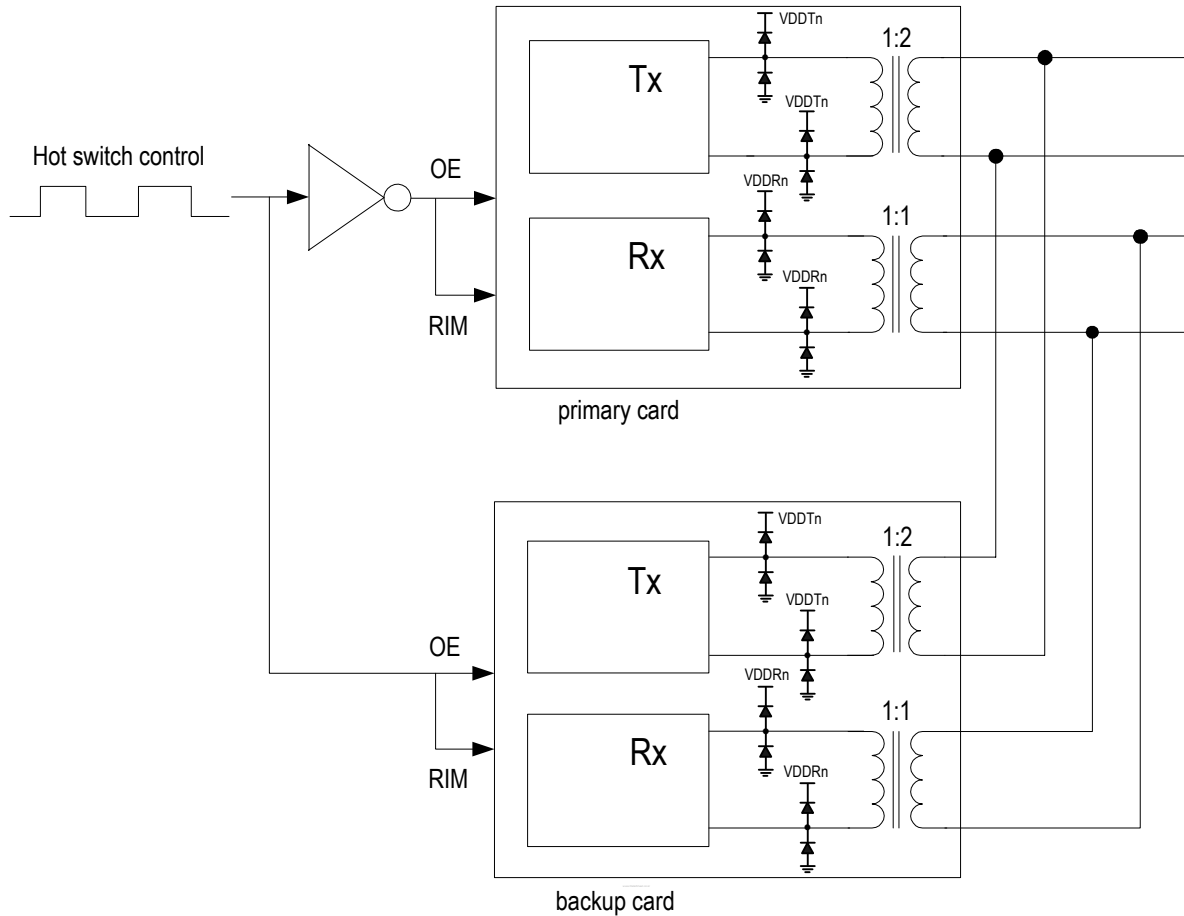 VDDTn
1:2
Tx
VDDTn
Hot switch control
OE
VDDRn
1:1
Rx
VDDRn
RIM
primary card
VDDTn
1:2
Tx
VDDTn
OE
VDDRn
1:1
Rx
VDDRn
RIM
backup card